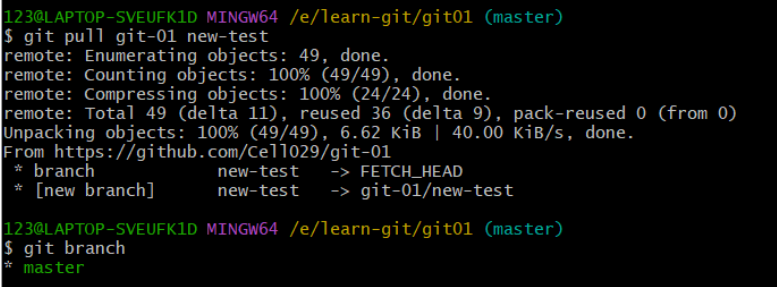 123@LAPTOP-SVEUFK1D MINGW64 /e/learn-git/git01 (master)
$ git pull git-01 new-test
remote: Enumerating objects: 49, done.
remote: Counting objects: 100% (49/49), done.
remote: Compressing objects: 100% (24/24), done.
remote: Total 49 (delta 11), reused 36 (delta 9), pack-reused 0 (from 0)
Unpacking objects: 100% (49/49), 6.62 KiB | 40.00 KiB/s, done.
From https://github.com/Cell029/git-01
 * branch            new-test   -> FETCH_HEAD
 * [new branch]      new-test   -> git-01/new-test
123@LAPTOP-SVEUFK1D MINGW64 /e/learn-git/git01 (master)
$ git branch
* master